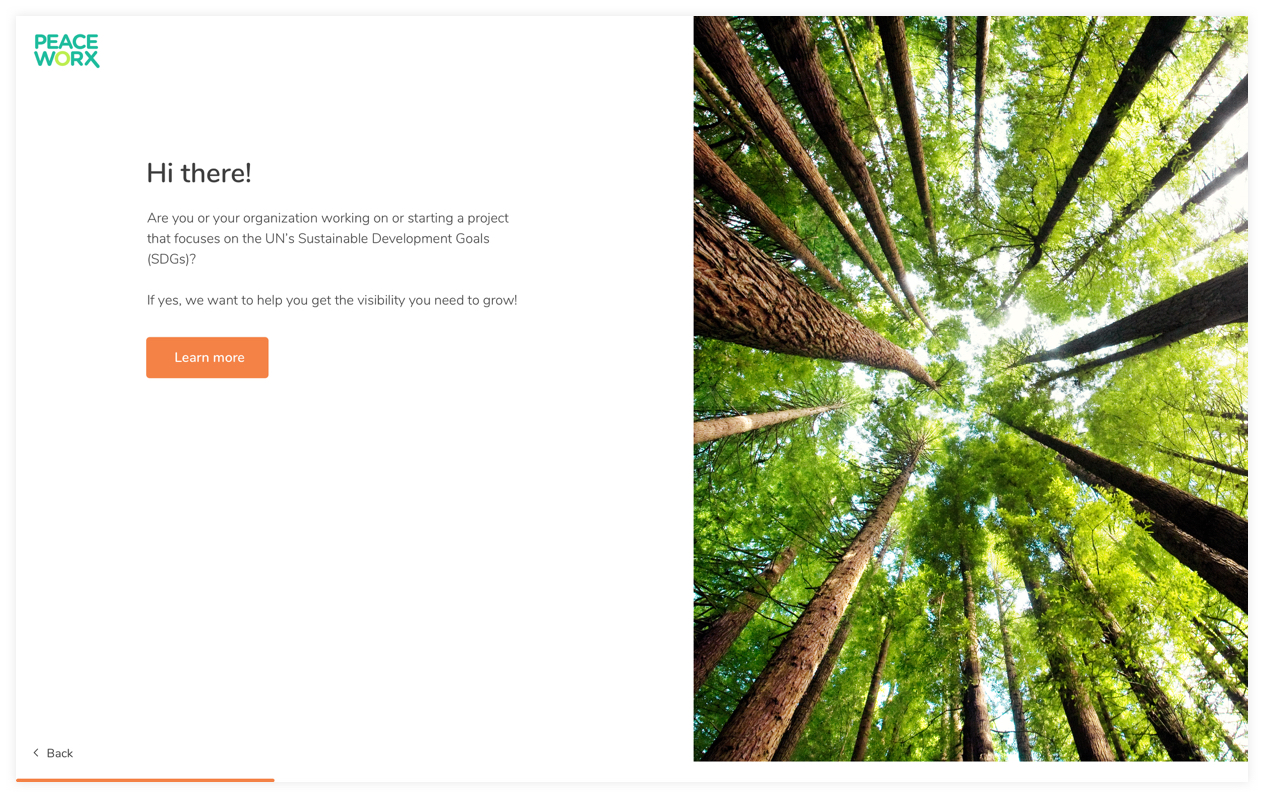 PEACE
WORX
Hi there!
Are you or your organization working on or starting a project
that focuses on the UN's Sustainable Development Goals
(SDGs)?
If yes, we want to help you get the visibility you need to grow!
Learn more
Back